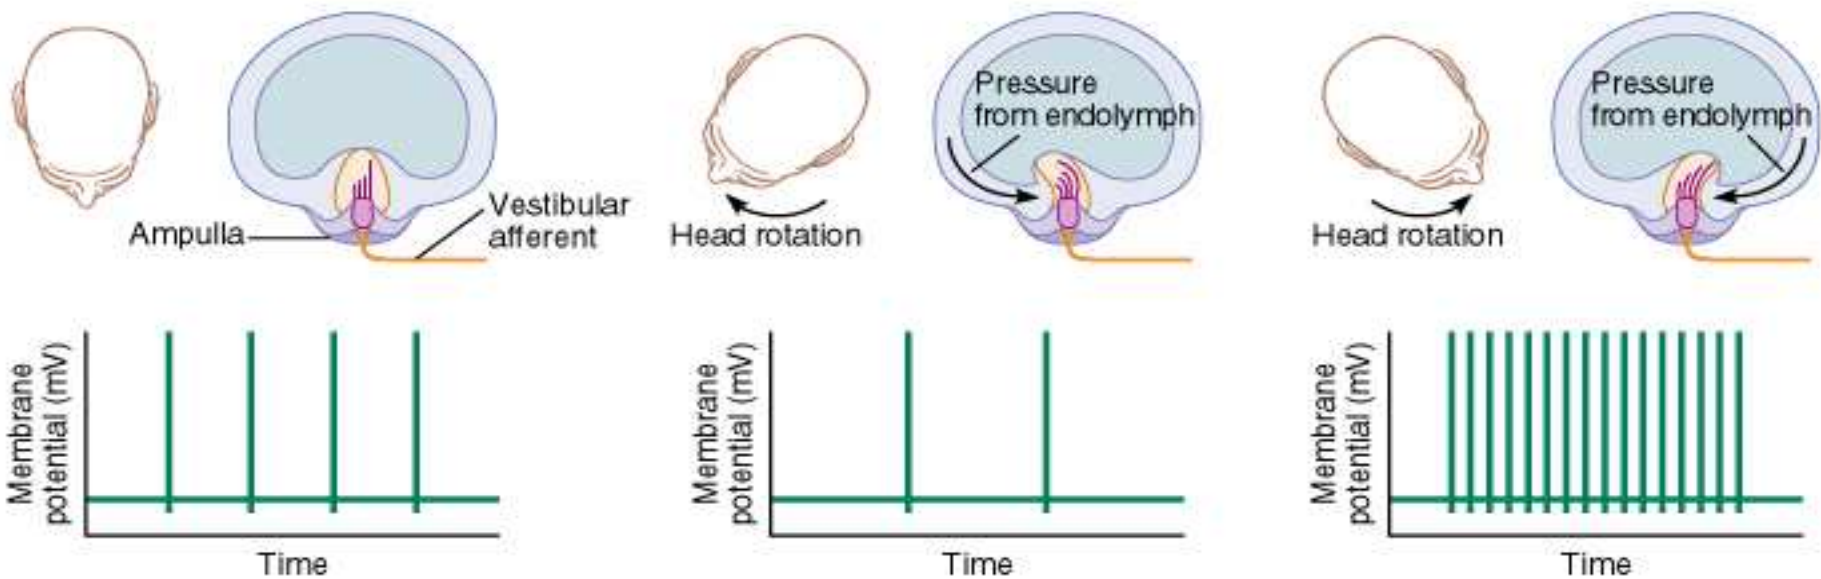 Ampulla
Vestibular
afferent
Pressure
from endolymph
Head rotation
Pressure
from endolymph
Head rotation
Membrane
potential (mV)
Time
Membrane
potential (mV)
Time
Membrane
potential (mV)
Time